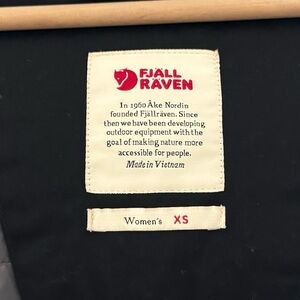 FJÄLL
RÄVEN
In 1960 Åke Nordin
founded Fjällräven. Since
then we have been developing
outdoor equipment with the
goal of making nature more
accessible for people.
Made in Vietnam
Women's XS